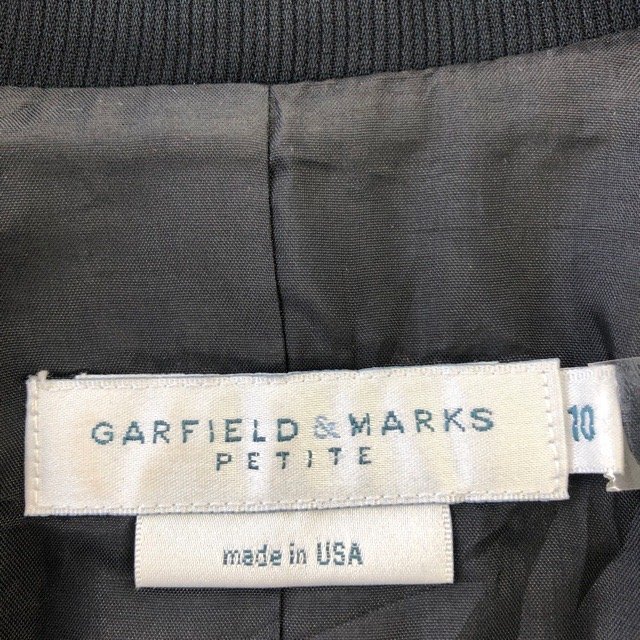 GARFIELD & MARKS
PETITE
10
made in USA